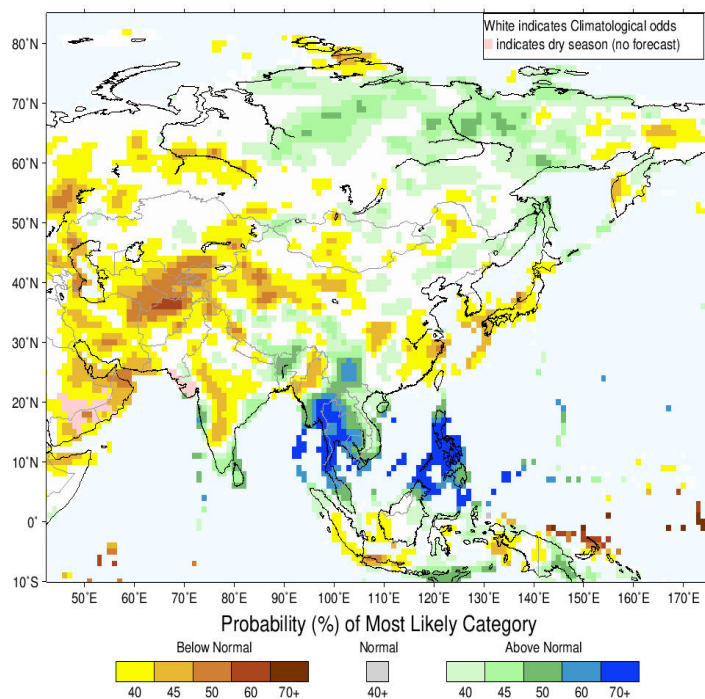 White indicates Climatological odds
indicates dry season (no forecast)
80°N
70°N
60°N
50°N
40°N
30°N
20°N
10°N
0°
10°S
50°E 60°E 70°E 80°E 90°E 100°E 110°E 120°E 130°E 140°E 150°E 160°E 170°E
Probability (%) of Most Likely Category
Below Normal Normal Above Normal
40 45 50 60 70+ 40+ 40 45 50 60 70+